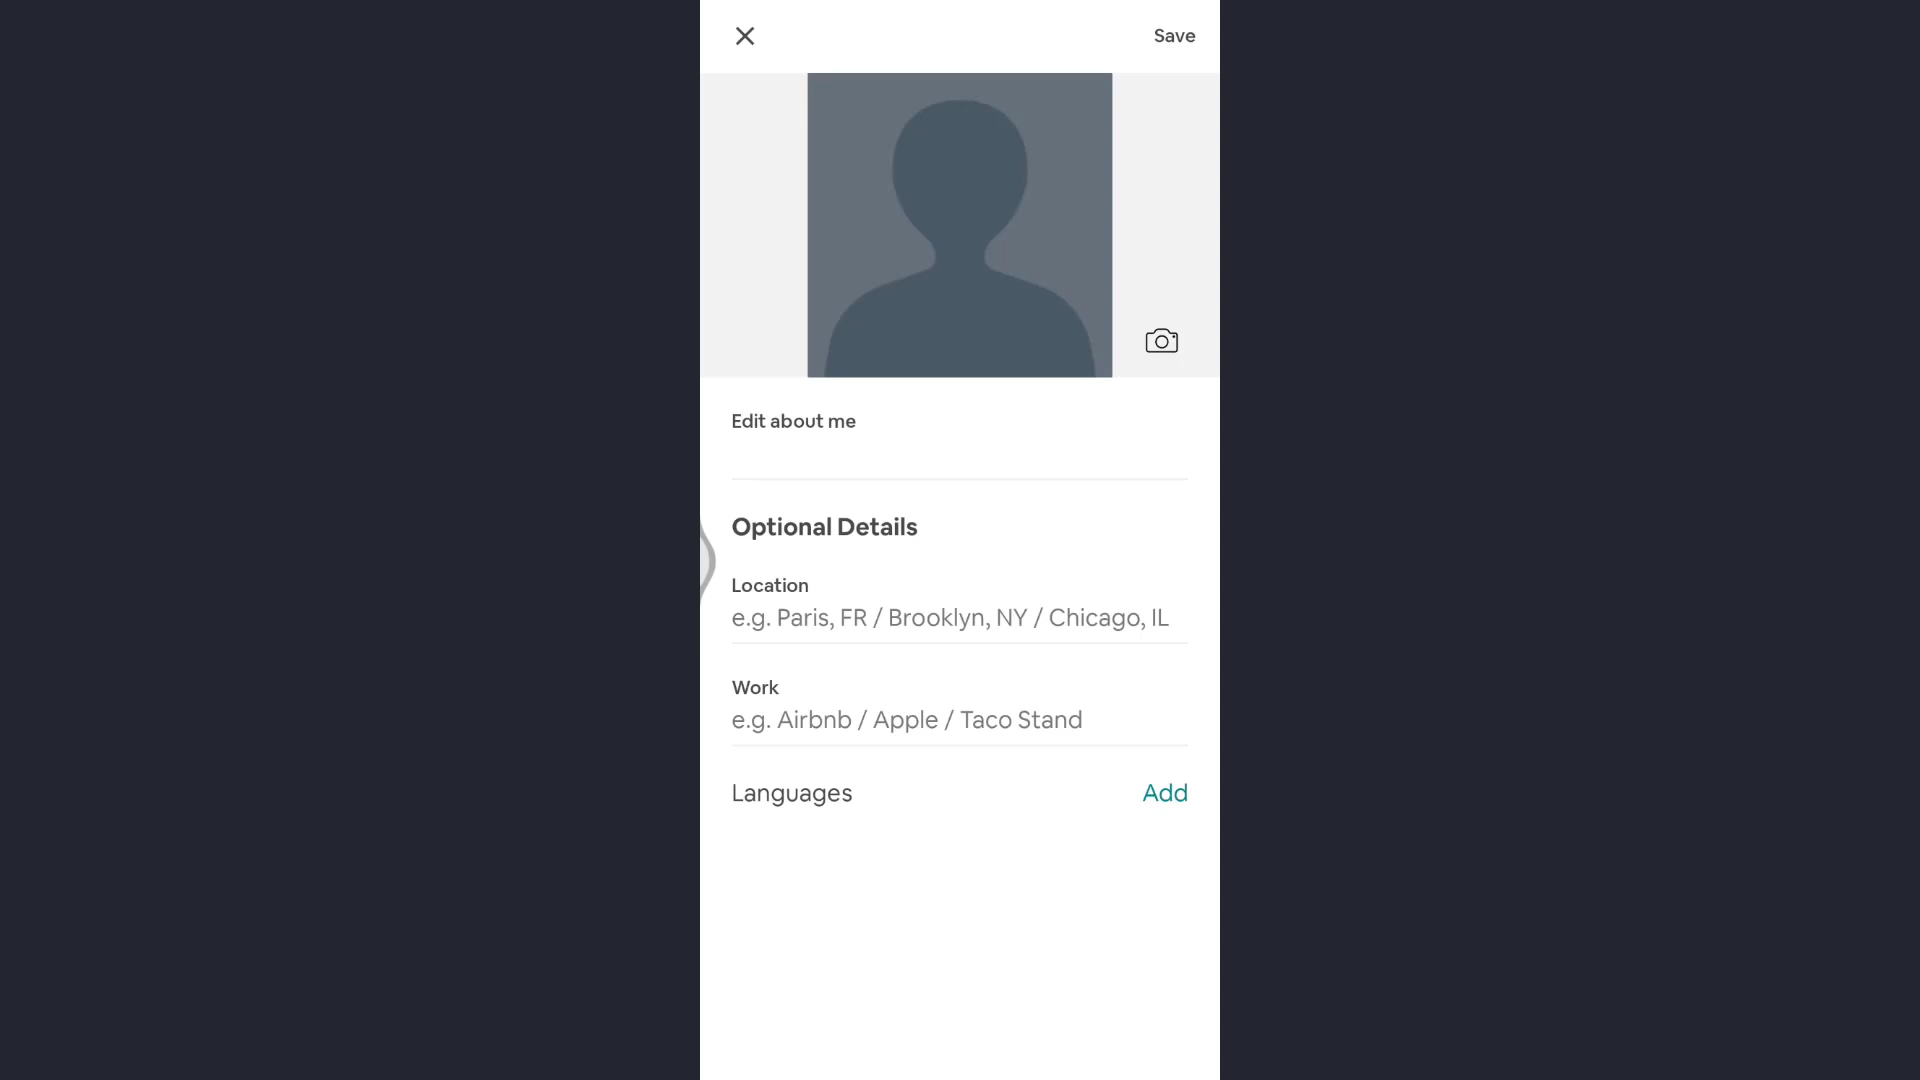 Save
Edit about me
Optional Details
Location
e.g. Paris, FR / Brooklyn, NY / Chicago, IL
Work
e.g. Airbnb / Apple / Taco Stand
Languages Add